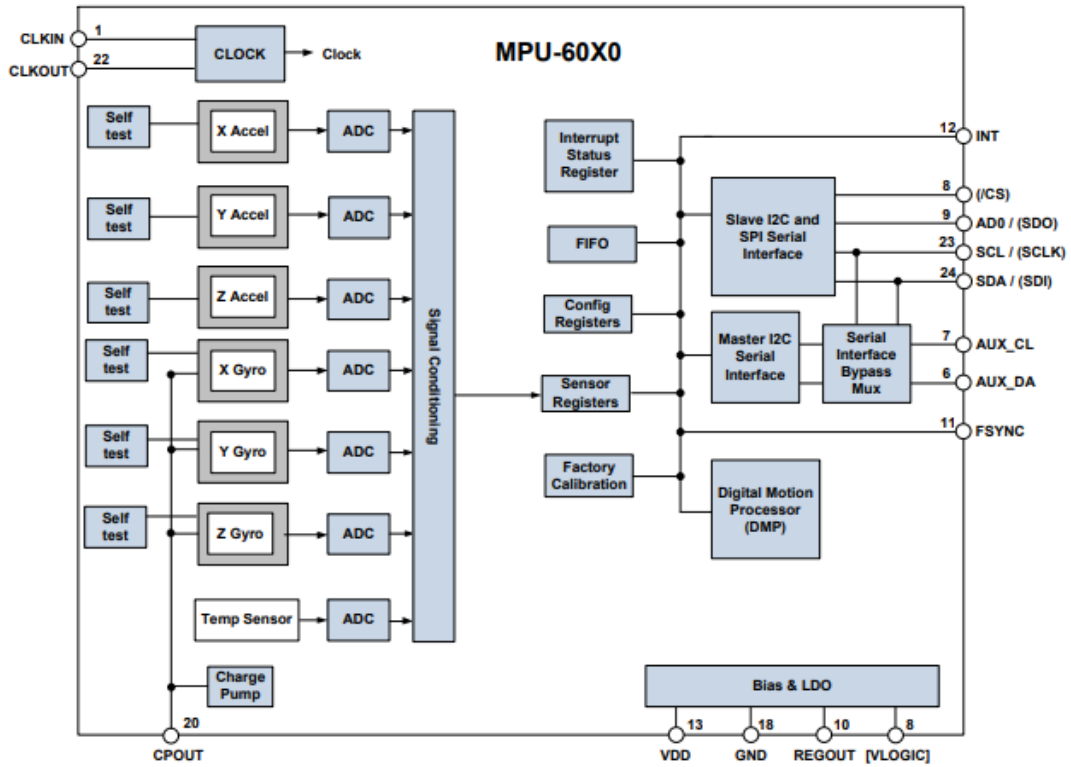 MPU-60X0
CLKIN
1
CLKOUT
22
CLOCK
Clock
Self
test
X Accel
ADC
Self
test
Y Accel
ADC
Self
test
Z Accel
ADC
Self
test
X Gyro
ADC
Self
test
Y Gyro
ADC
Self
test
Z Gyro
ADC
Temp Sensor
ADC
Signal Conditioning
Charge
Pump
20
CPOUT
Interrupt
Status
Register
FIFO
Config
Registers
Sensor
Registers
Factory
Calibration
Slave I2C and
SPI Serial
Interface
Master I2C
Serial
Interface
Serial
Interface
Bypass
Mux
Digital Motion
Processor
(DMP)
12
INT
8
(/CS)
9
AD0 / (SDO)
23
SCL / (SCLK)
24
SDA / (SDI)
7
AUX_CL
6
AUX_DA
11
FSYNC
Bias & LDO
13
VDD
18
GND
10
REGOUT
8
[VLOGIC]